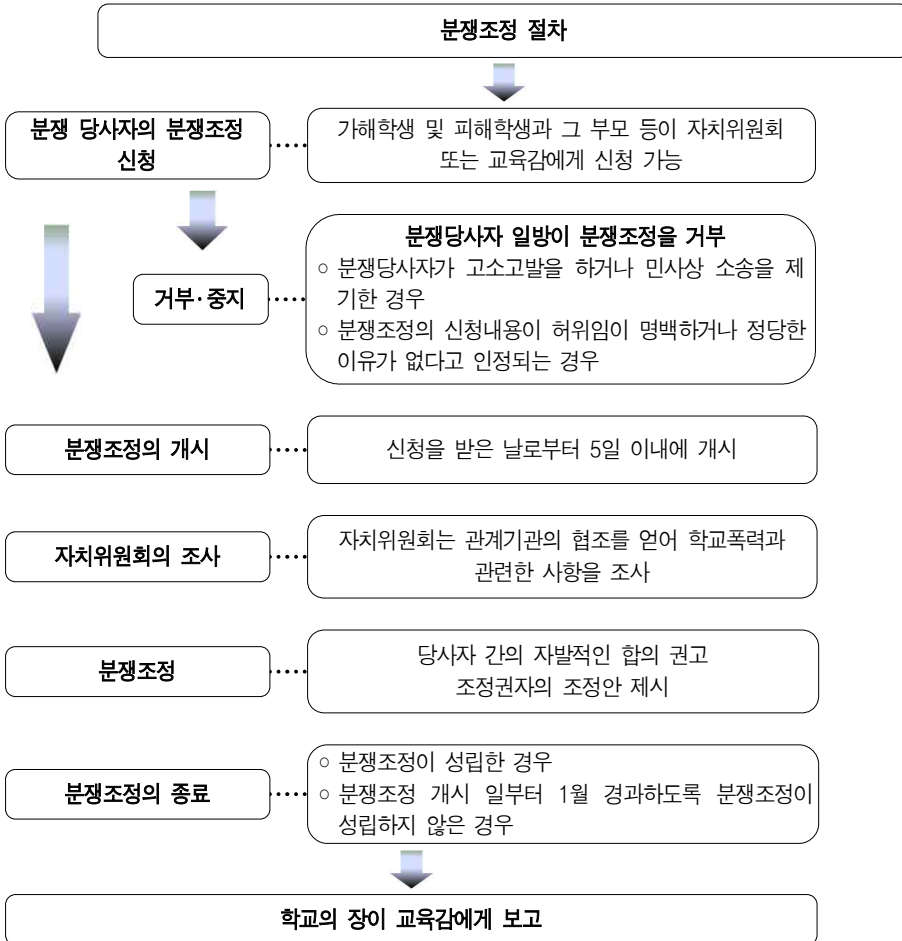 분쟁조정 절차
분쟁 당사자의 분쟁조정
신청
가해학생 및 피해학생과 그 부모 등이 자치위원회
또는 교육감에게 신청 가능
거부·중지
분쟁당사자 일방이 분쟁조정을 거부
○ 분쟁당사자가 고소고발을 하거나 민사상 소송을 제
기한 경우
○ 분쟁조정의 신청내용이 허위임이 명백하거나 정당한
이유가 없다고 인정되는 경우
분쟁조정의 개시
신청을 받은 날로부터 5일 이내에 개시
자치위원회의 조사
자치위원회는 관계기관의 협조를 얻어 학교폭력과
관련한 사항을 조사
분쟁조정
당사자 간의 자발적인 합의 권고
조정권자의 조정안 제시
분쟁조정의 종료
○ 분쟁조정이 성립한 경우
○ 분쟁조정 개시 일부터 1월 경과하도록 분쟁조정이
성립하지 않은 경우
학교의 장이 교육감에게 보고